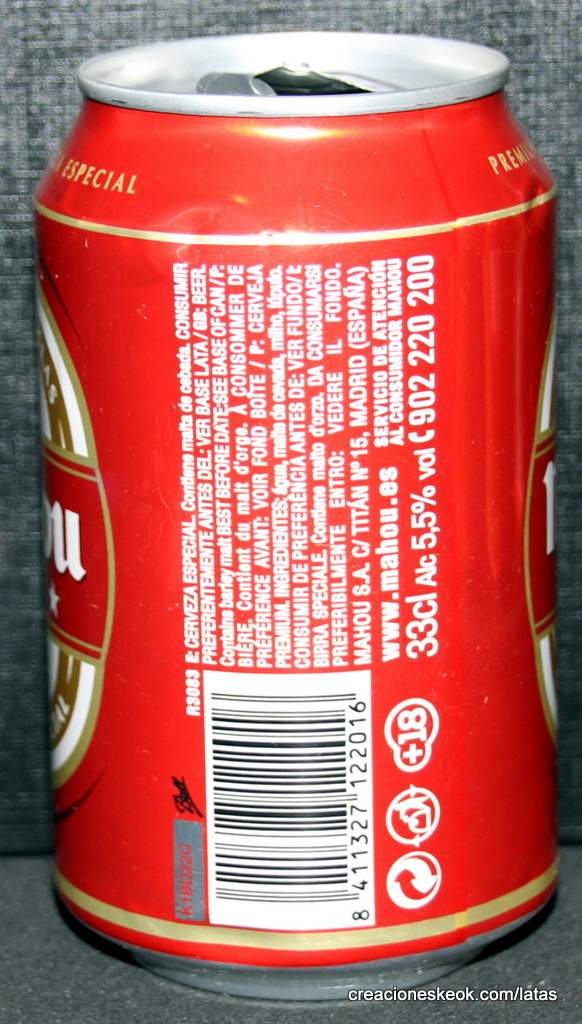 ESPECIAL
PREMI
R3083 E: CERVEZA ESPECIAL. Contiene malta de cebada. CONSUMIR
PREFERENTEMENTE ANTES DEL: VER BASE LATA / GB: BEER.
Contains barley malt BEST BEFORE DATE: SEE BASE OF CAN / F:
BIÈRE. Contient du malt d'orge. À CONSOMMER DE
PRÉFÉRENCE AVANT: VOIR FOND BOITE / P: CERVEJA
PREMIUM. INGREDIENTES: água, malte de cevada, milho, lúpulo.
CONSUMIR DE PREFERÊNCIA ANTES DE: VER FUNDO/I:
BIRRA SPECIALE. Contiene malto d'orzo. DA CONSUMARSI
PREFERIBILMENTE ENTRO: VEDERE IL FONDO.
MAHOU S.A. C/ TITÁN Nº 15, MADRID (ESPAÑA)
www.mahou.es SERVICIO DE ATENCIÓN
AL CONSUMIDOR MAHOU
33cl Alc 5,5% vol 902 220 200
+18
8 411327 122016
Ball
K1BD22C
ou
creacioneskeok.com/latas